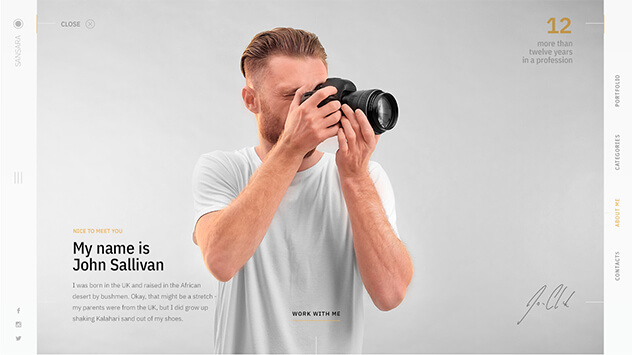 SANSARA
CLOSE
12
more than
twelve years
in a profession
PORTFOLIO
CATEGORIES
ABOUT ME
CONTACTS
NICE TO MEET YOU
My name is
John Sallivan
I was born in the UK and raised in the African
desert by bushmen. Okay, that might be a stretch -
my parents were from the UK, but I did grow up
shaking Kalahari sand out of my shoes.
WORK WITH ME